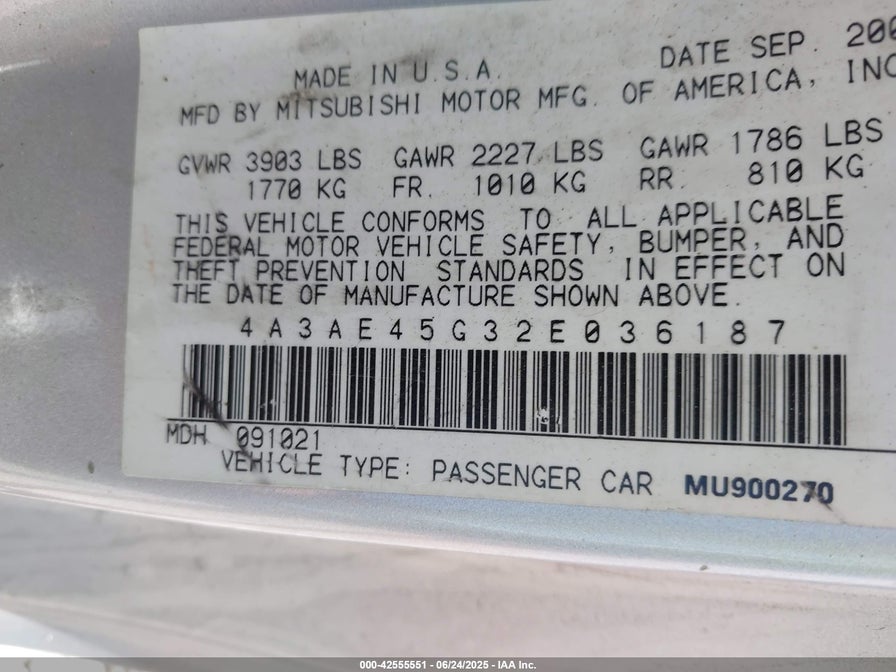 MADE IN U.S.A. DATE SEP. 200
MFD BY MITSUBISHI MOTOR MFG. OF AMERICA, INC
GVWR 3903 LBS GAWR 2227 LBS GAWR 1786 LBS
1770 KG FR. 1010 KG RR. 810 KG
THIS VEHICLE CONFORMS TO ALL APPLICABLE
FEDERAL MOTOR VEHICLE SAFETY, BUMPER, AND
THEFT PREVENTION STANDARDS IN EFFECT ON
THE DATE OF MANUFACTURE SHOWN ABOVE.
4A3AE45G32E036187
MDH 091021
VEHICLE TYPE: PASSENGER CAR MU900270
000-42555551 - 06/24/2025 - IAA Inc.